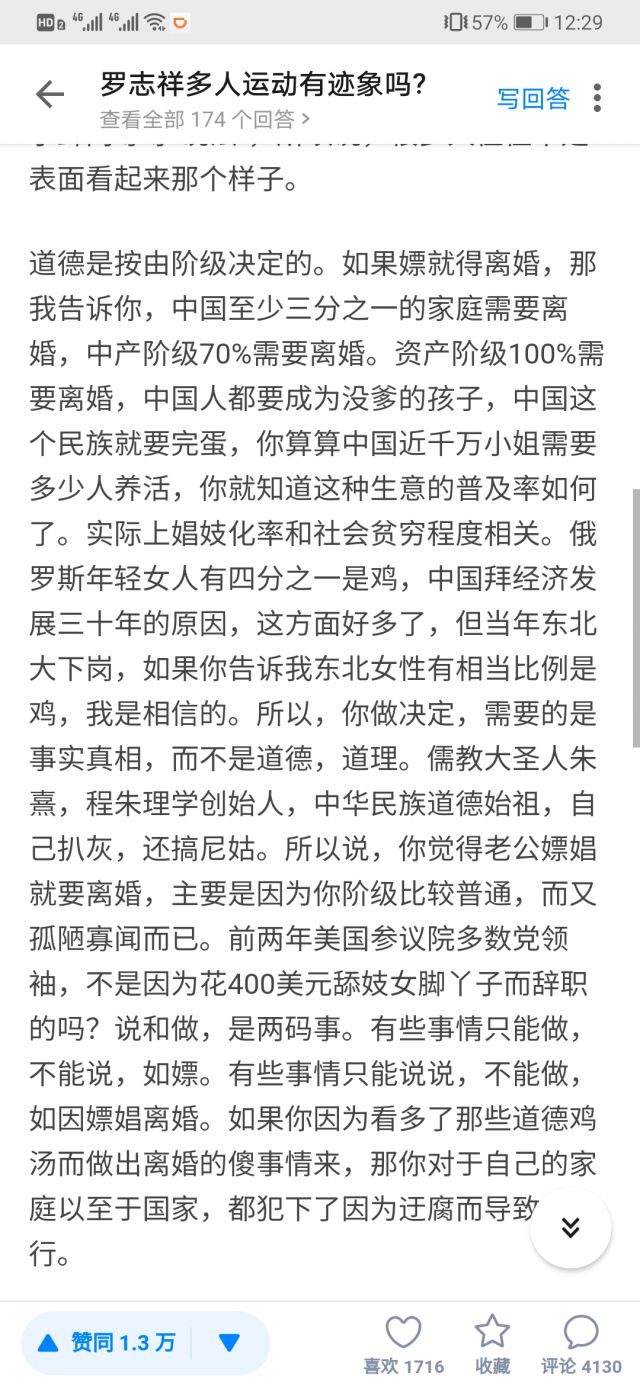 HD 2 4G 4G 57% 12:29
罗志祥多人运动有迹象吗？
查看全部 174 个回答
写回答
表面看起来那个样子。
道德是按由阶级决定的。如果嫖就得离婚，那
我告诉你，中国至少三分之一的家庭需要离
婚，中产阶级70%需要离婚。资产阶级100%需
要离婚，中国人都要成为没爹的孩子，中国这
个民族就要完蛋，你算算中国近千万小姐需要
多少人养活，你就知道这种生意的普及率如何
了。实际上娼妓化率和社会贫穷程度相关。俄
罗斯年轻女人有四分之一是鸡，中国拜经济发
展三十年的原因，这方面好多了，但当年东北
大下岗，如果你告诉我东北女性有相当比例是
鸡，我是相信的。所以，你做决定，需要的是
事实真相，而不是道德，道理。儒教大圣人朱
熹，程朱理学创始人，中华民族道德始祖，自
己扒灰，还搞尼姑。所以说，你觉得老公嫖娼
就要离婚，主要是因为你阶级比较普通，而又
孤陋寡闻而已。前两年美国参议院多数党领
袖，不是因为花400美元舔妓女脚丫子而辞职
的吗？说和做，是两码事。有些事情只能做，
不能说，如嫖。有些事情只能说说，不能做，
如因嫖娼离婚。如果你因为看多了那些道德鸡
汤而做出离婚的傻事情来，那你对于自己的家
庭以至于国家，都犯下了因为迂腐而导致
行。
赞同 1.3 万
喜欢 1716
收藏
评论 4130